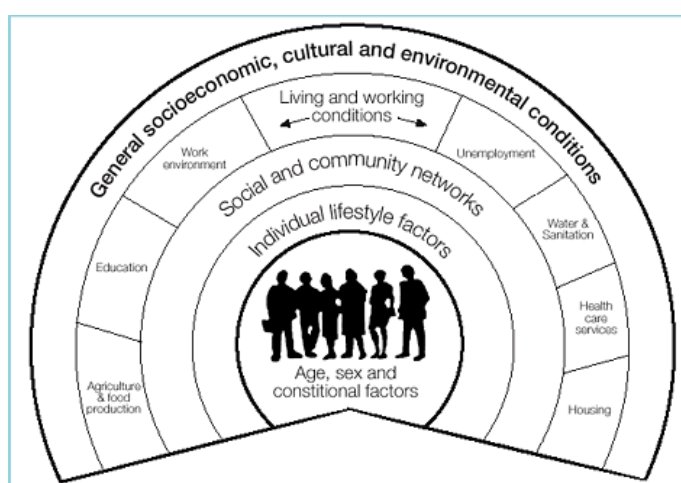 General socioeconomic, cultural and environmental conditions
Living and working
conditions
Work
environment
Unemployment
Social and community networks
Education
Water &
Sanitation
Individual lifestyle factors
Agriculture
& food
production
Health
care
services
Age, sex and
constitional factors
Housing